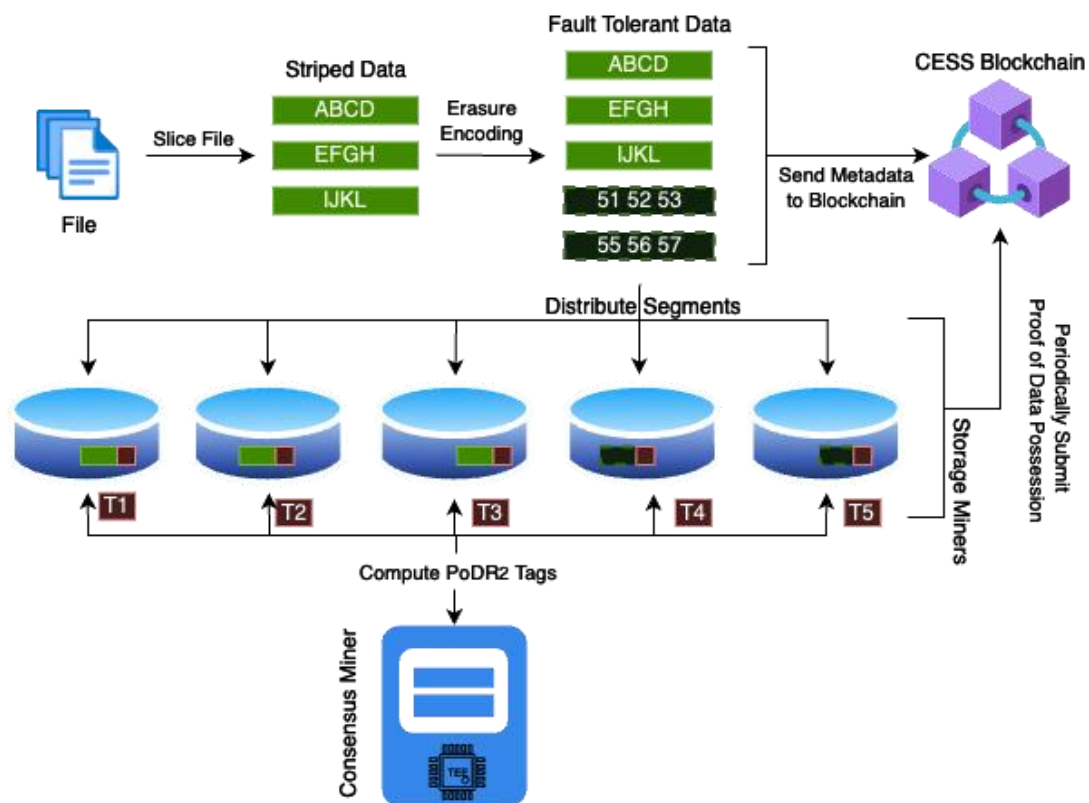 Fault Tolerant Data
Striped Data
CESS Blockchain
ABCD
EFGH
IJKL
Slice File
Erasure
Encoding
ABCD
EFGH
IJKL
51 52 53
55 56 57
Send Metadata
to Blockchain
File
Distribute Segments
Periodically Submit
Proof of Data Possession
Storage Miners
T1
T2
T3
T4
T5
Compute PoDR2 Tags
Consensus Miner
TEE